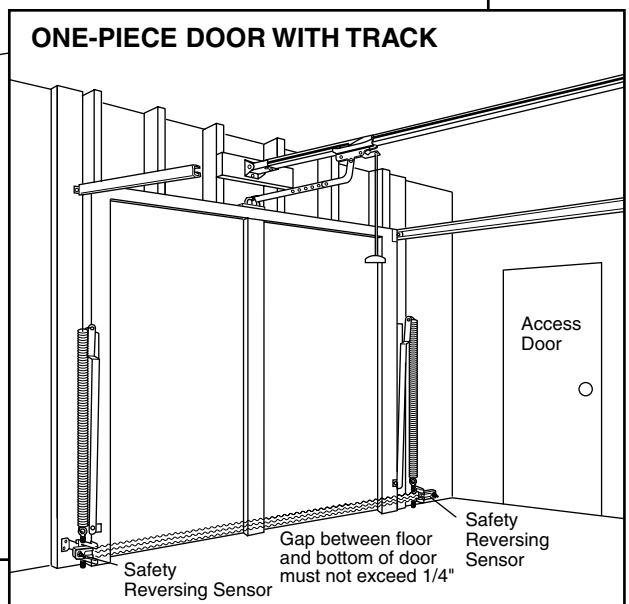 ONE-PIECE DOOR WITH TRACK
Access
Door
Gap between floor
and bottom of door
must not exceed 1/4"
Safety
Reversing
Sensor
Safety
Reversing Sensor